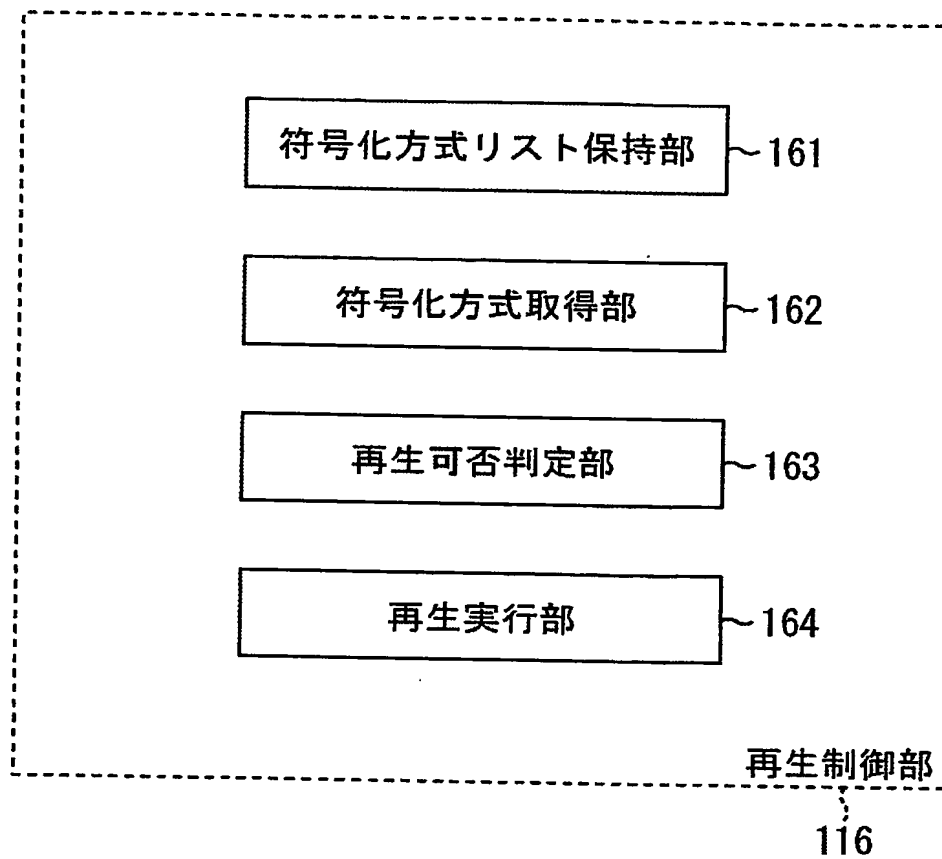 符号化方式リスト保持部 161
符号化方式取得部 162
再生可否判定部 163
再生実行部 164
再生制御部
116